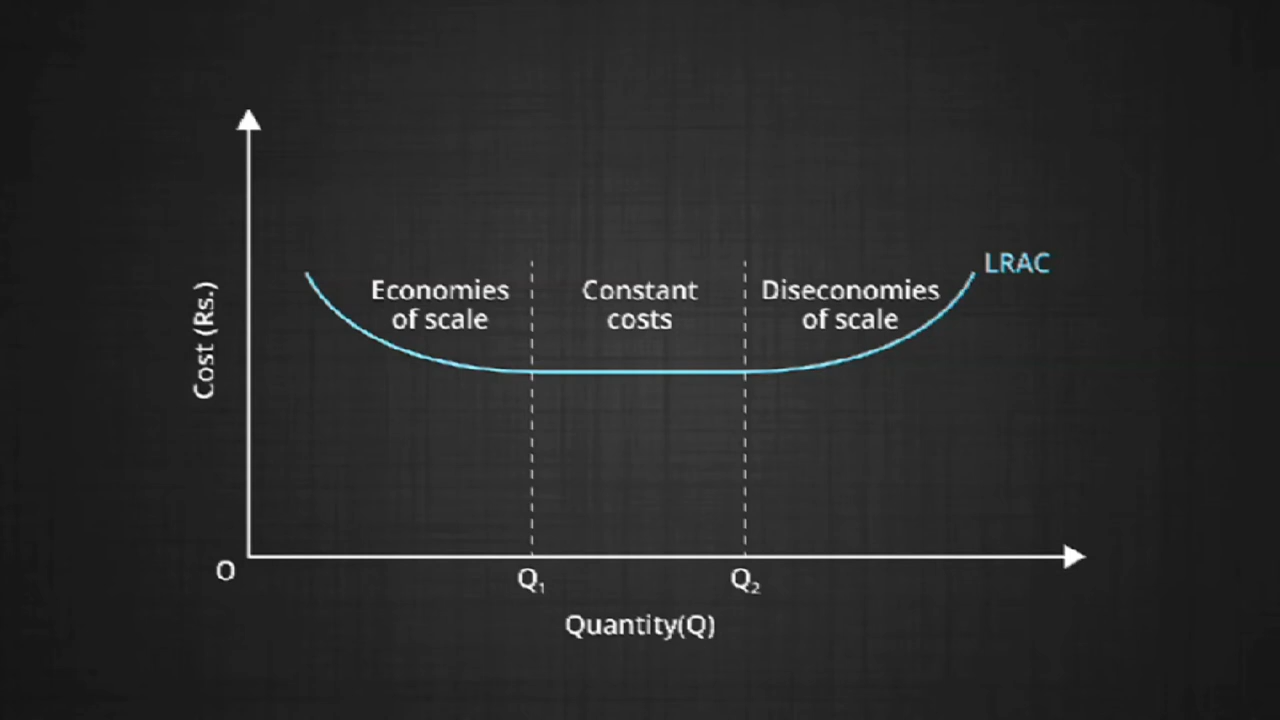 LRAC
Economies
of scale
Constant
costs
Diseconomies
of scale
Cost (Rs.)
O
Q₁
Q₂
Quantity(Q)